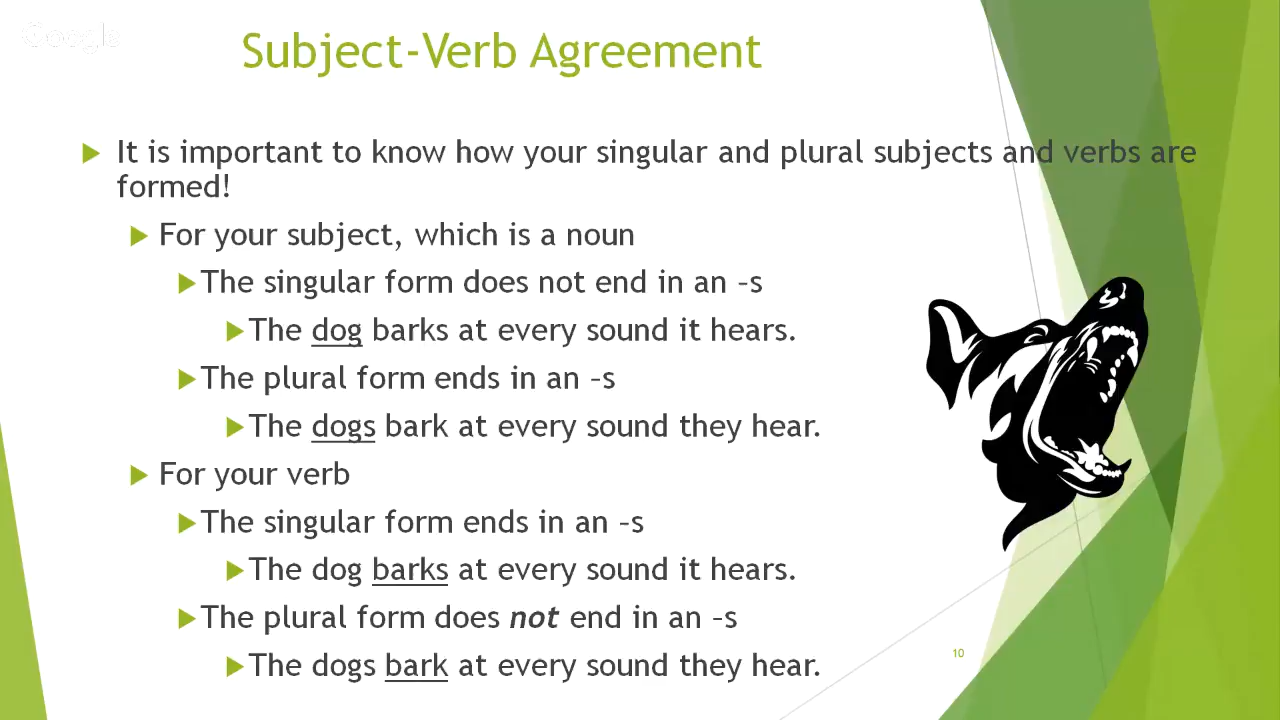 Google
Subject-Verb Agreement
It is important to know how your singular and plural subjects and verbs are
formed!
For your subject, which is a noun
The singular form does not end in an –s
The dog barks at every sound it hears.
The plural form ends in an –s
The dogs bark at every sound they hear.
For your verb
The singular form ends in an –s
The dog barks at every sound it hears.
The plural form does not end in an –s
The dogs bark at every sound they hear.
10